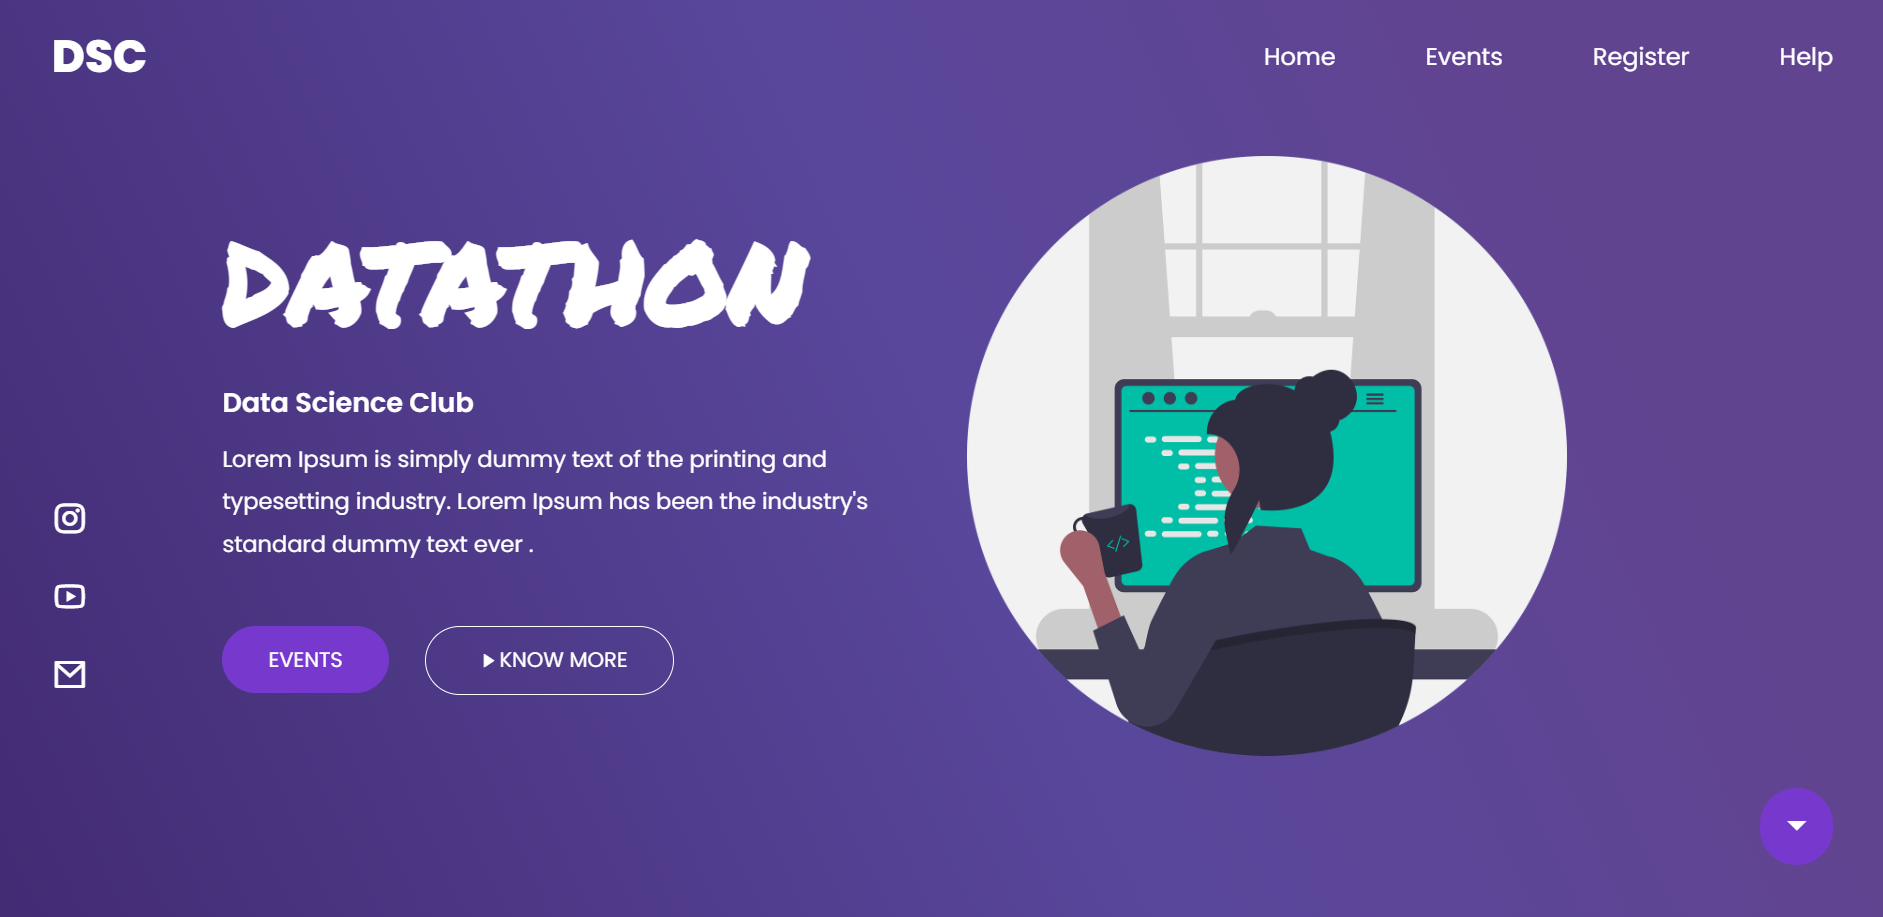 DSC
Home
Events
Register
Help
DATATHON
Data Science Club
Lorem Ipsum is simply dummy text of the printing and
typesetting industry. Lorem Ipsum has been the industry's
standard dummy text ever .
EVENTS
KNOW MORE
</>